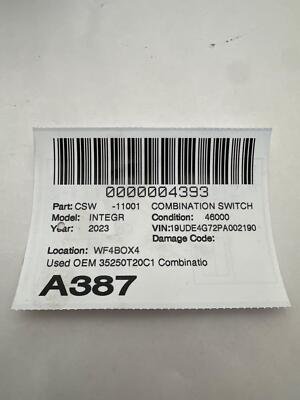 0000004393
Part: CSW -11001 COMBINATION SWITCH
Model: INTEGR Condition: 46000
Year: 2023 VIN:19UDE4G72PA002190
Damage Code:
Location: WF4BOX4
Used OEM 35250T20C1 Combinatio
A387